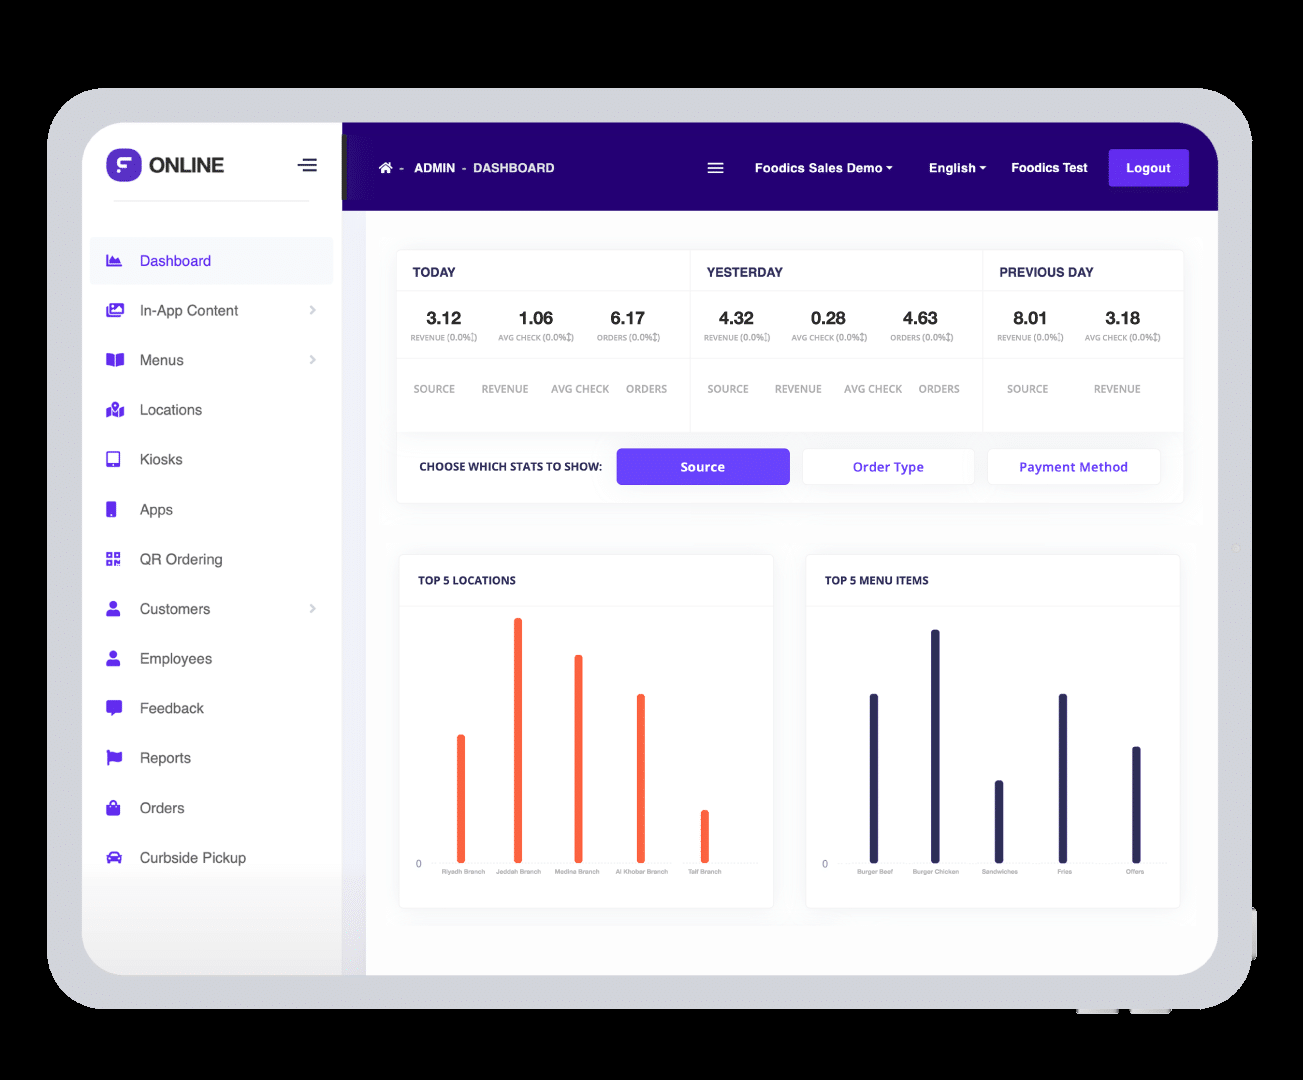 ONLINE
ADMIN - DASHBOARD
Foodics Sales Demo
English
Foodics Test
Logout
Dashboard
In-App Content
Menus
Locations
Kiosks
Apps
QR Ordering
Customers
Employees
Feedback
Reports
Orders
Curbside Pickup
TODAY
3.12 1.06 6.17
REVENUE (0.0%‡) AVG CHECK (0.0%‡) ORDERS (0.0%‡)
SOURCE REVENUE AVG CHECK ORDERS
YESTERDAY
4.32 0.28 4.63
REVENUE (0.0%‡) AVG CHECK (0.0%‡) ORDERS (0.0%‡)
SOURCE REVENUE AVG CHECK ORDERS
PREVIOUS DAY
8.01 3.18
REVENUE (0.0%‡) AVG CHECK (0.0%‡)
SOURCE REVENUE
CHOOSE WHICH STATS TO SHOW: Source Order Type Payment Method
TOP 5 LOCATIONS
0
Riyadh Branch Jeddah Branch Medina Branch Al Khobar Branch Taif Branch
TOP 5 MENU ITEMS
0
Burger Beef Burger Chicken Sandwiches Fries Offers